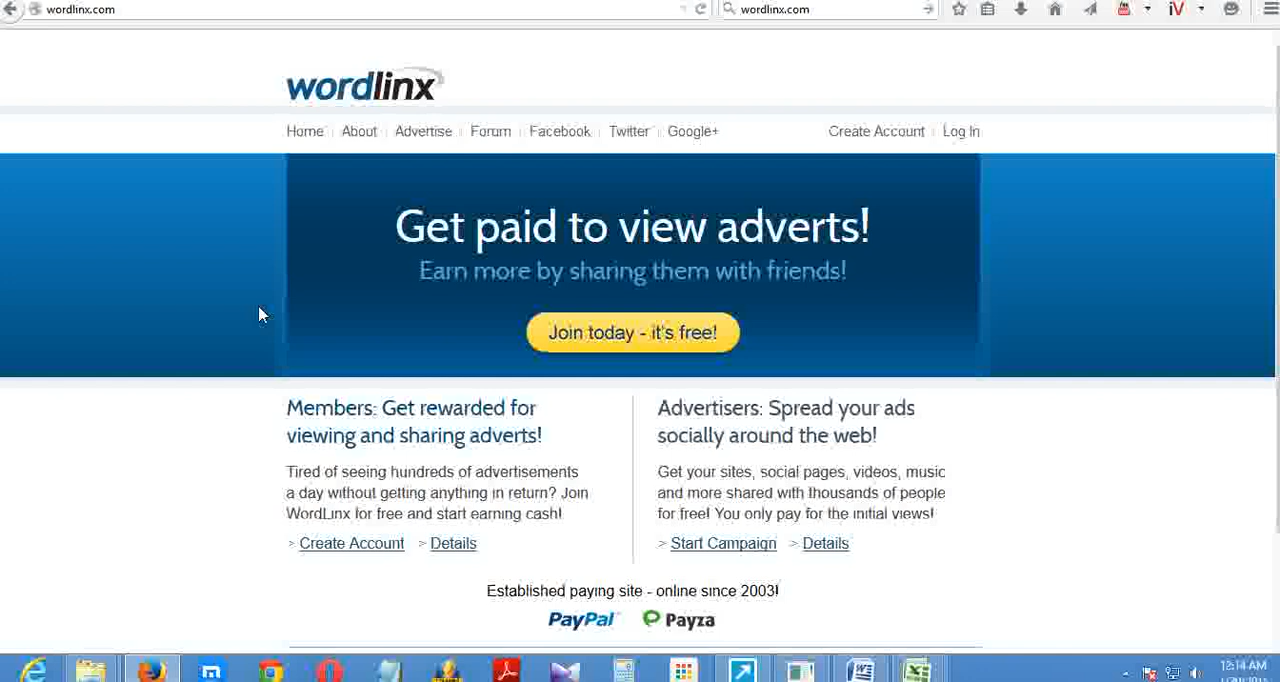 wordlinx.com
wordlinx.com
wordlinx
Home About Advertise Forum Facebook Twitter Google+ Create Account Log In
Get paid to view adverts!
Earn more by sharing them with friends!
Join today - it's free!
Members: Get rewarded for
viewing and sharing adverts!
Tired of seeing hundreds of advertisements
a day without getting anything in return? Join
WordLinx for free and start earning cash!
> Create Account > Details
Advertisers: Spread your ads
socially around the web!
Get your sites, social pages, videos, music
and more shared with thousands of people
for free! You only pay for the initial views!
> Start Campaign > Details
Established paying site - online since 2003!
PayPal Payza
12:14 AM